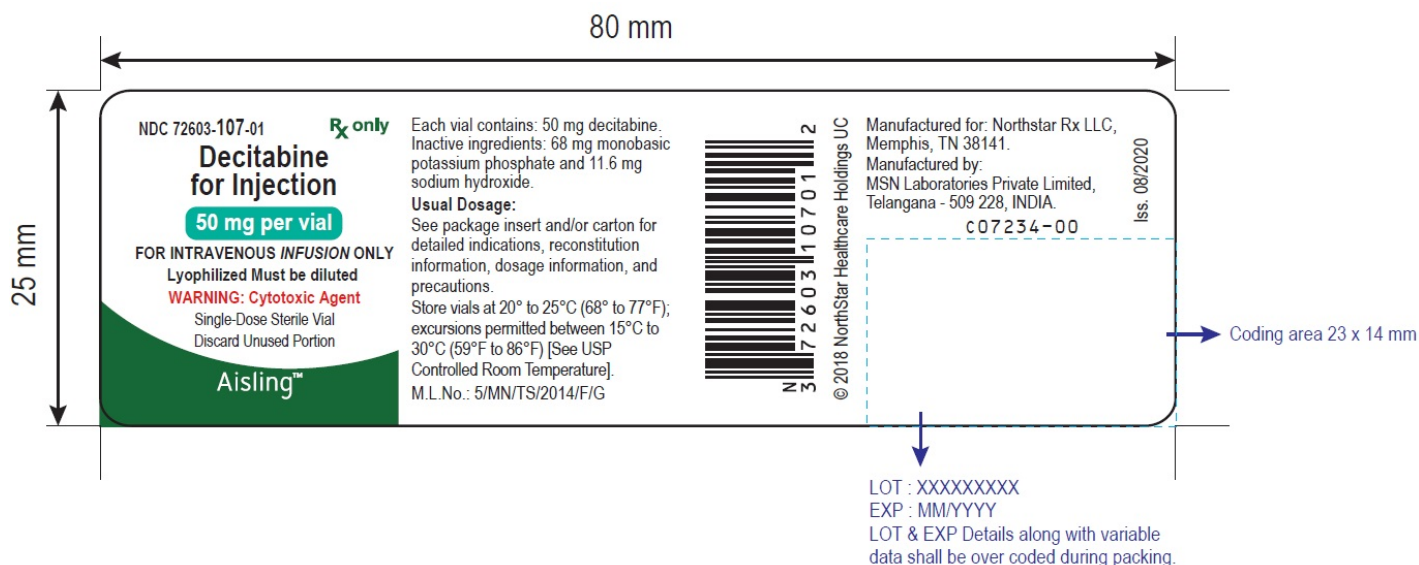 80 mm
25 mm
NDC 72603-107-01
Rx only
Decitabine
for Injection
50 mg per vial
FOR INTRAVENOUS INFUSION ONLY
Lyophilized Must be diluted
WARNING: Cytotoxic Agent
Single-Dose Sterile Vial
Discard Unused Portion
Aisling™
Each vial contains: 50 mg decitabine.
Inactive ingredients: 68 mg monobasic
potassium phosphate and 11.6 mg
sodium hydroxide.
Usual Dosage:
See package insert and/or carton for
detailed indications, reconstitution
information, dosage information, and
precautions.
Store vials at 20° to 25°C (68° to 77°F);
excursions permitted between 15°C to
30°C (59°F to 86°F) [See USP
Controlled Room Temperature].
M.L.No.: 5/MN/TS/2014/F/G
N 3 72603 10701 2
© 2018 NorthStar Healthcare Holdings UC
Manufactured for: Northstar Rx LLC,
Memphis, TN 38141.
Manufactured by:
MSN Laboratories Private Limited,
Telangana - 509 228, INDIA.
C07234-00
Iss. 08/2020
Coding area 23 x 14 mm
LOT : XXXXXXXXX
EXP : MM/YYYY
LOT & EXP Details along with variable
data shall be over coded during packing.